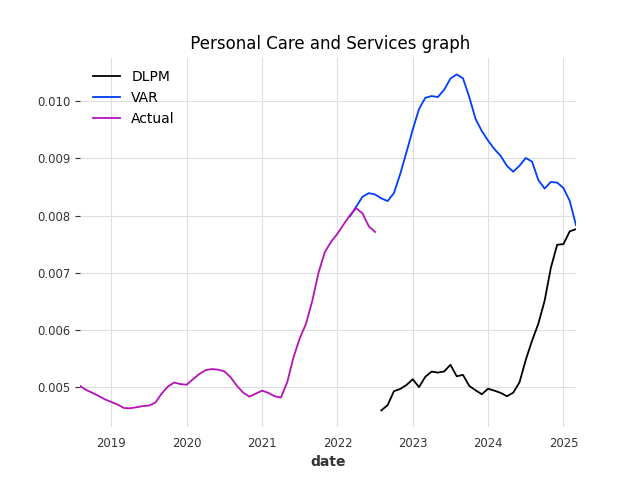 Personal Care and Services graph
DLPM
VAR
Actual
0.010
0.009
0.008
0.007
0.006
0.005
2019 2020 2021 2022 2023 2024 2025
date